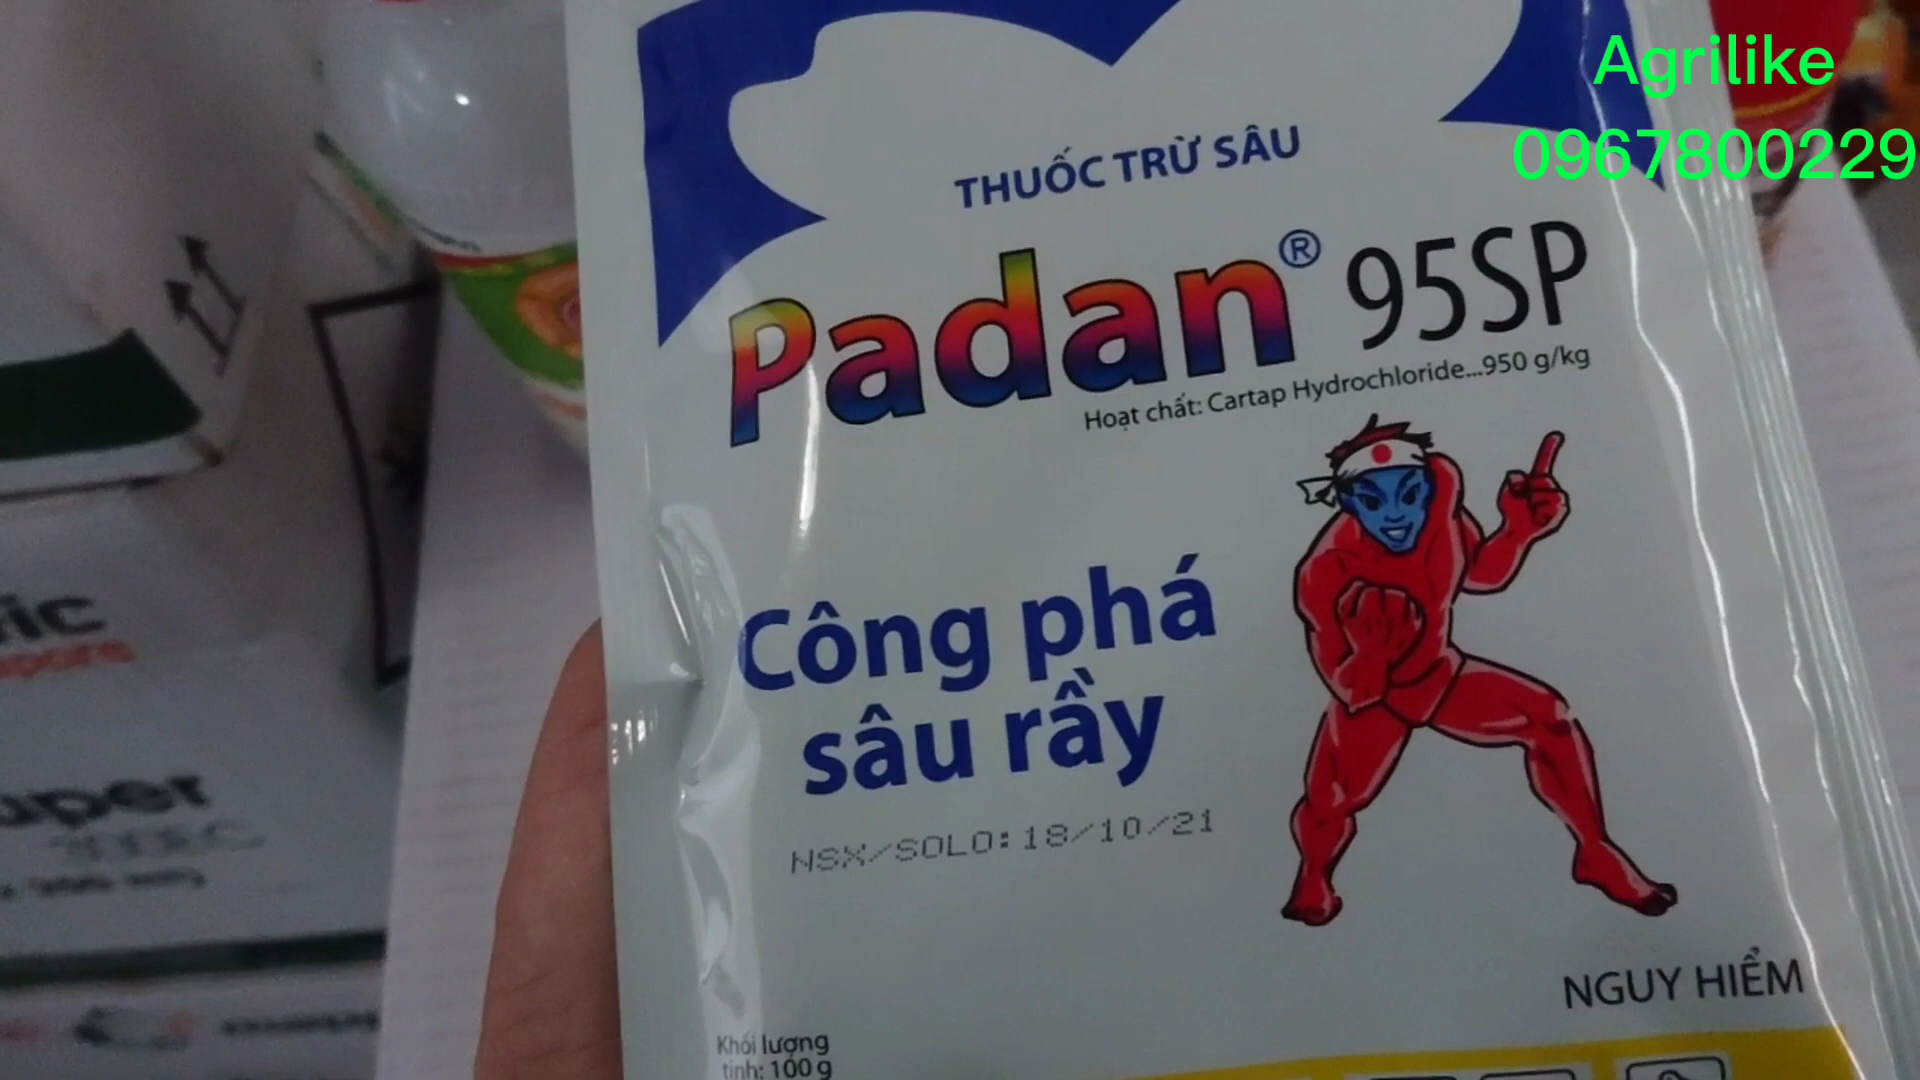 Agrilike
0967800229
THUỐC TRỪ SÂU
Padan® 95SP
Hoạt chất: Cartap Hydrochloride...950 g/kg
Công phá
sâu rầy
NSX/SOLO: 18/10/21
NGUY HIỂM
Khối lượng
tịnh: 100 g